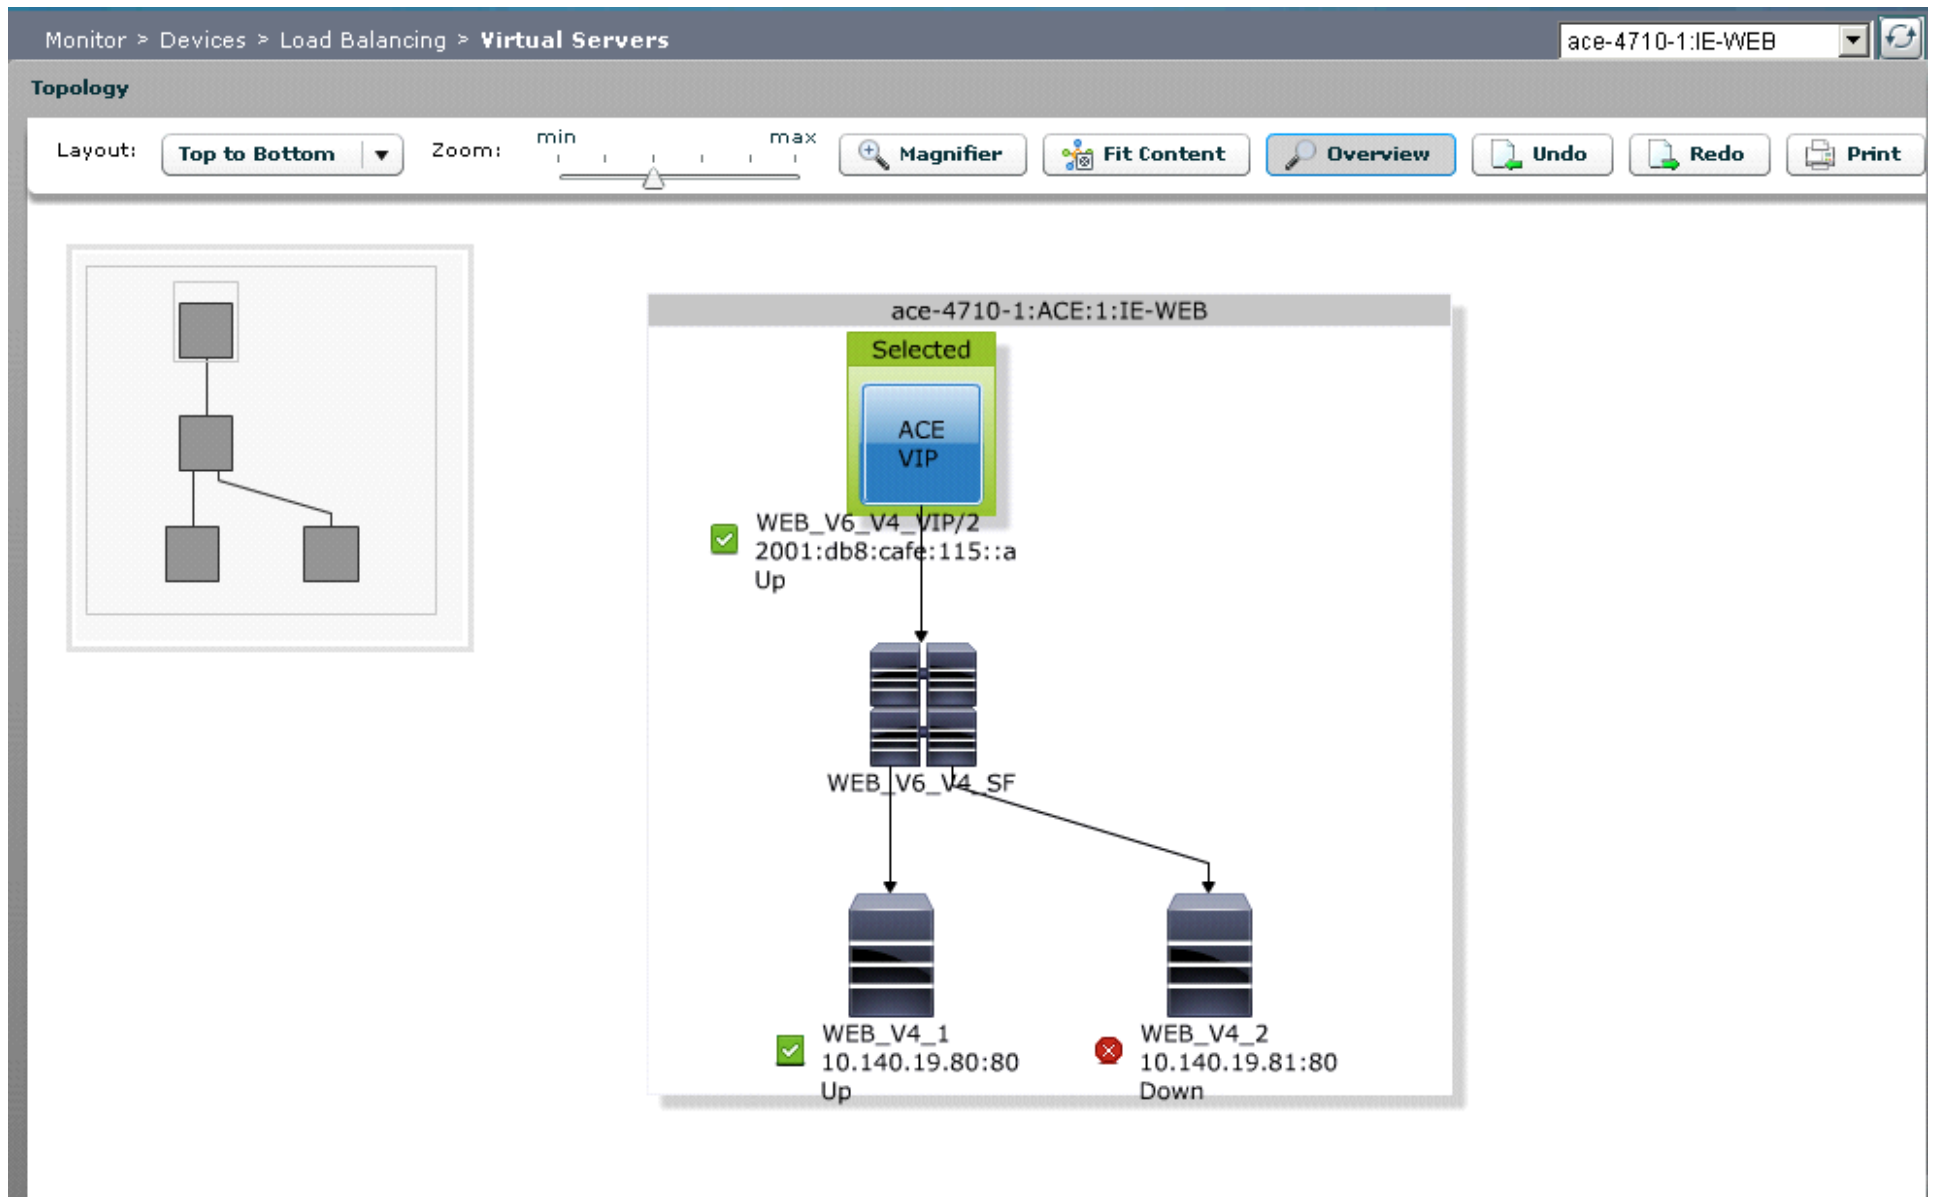 Monitor > Devices > Load Balancing > Virtual Servers
ace-4710-1:IE-WEB
Topology
Layout:
Top to Bottom
Zoom:
min
max
Magnifier
Fit Content
Overview
Undo
Redo
Print
ace-4710-1:ACE:1:IE-WEB
Selected
ACE
VIP
WEB_V6_V4_VIP/2
2001:db8:cafe:115::a
Up
WEB_V6_V4_SF
WEB_V4_1
10.140.19.80:80
Up
WEB_V4_2
10.140.19.81:80
Down